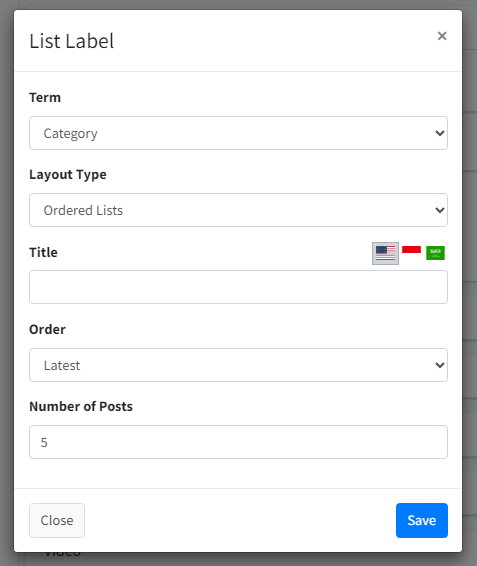 List Label
×
Term
Category
Layout Type
Ordered Lists
Title
Order
Latest
Number of Posts
5
Close
Save
Video